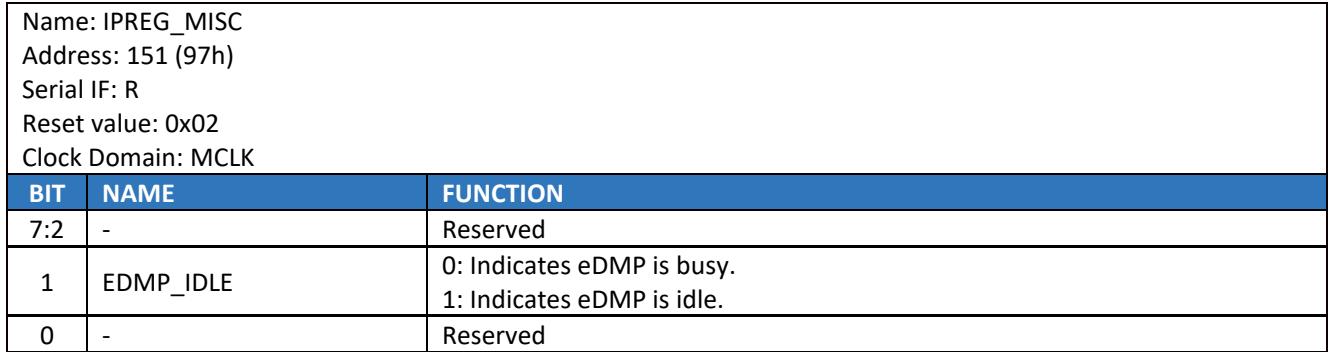 Name: IPREG_MISC
Address: 151 (97h)
Serial IF: R
Reset value: 0x02
Clock Domain: MCLK
BIT NAME FUNCTION
7:2 - Reserved
1 EDMP_IDLE 0: Indicates eDMP is busy.
1: Indicates eDMP is idle.
0 - Reserved